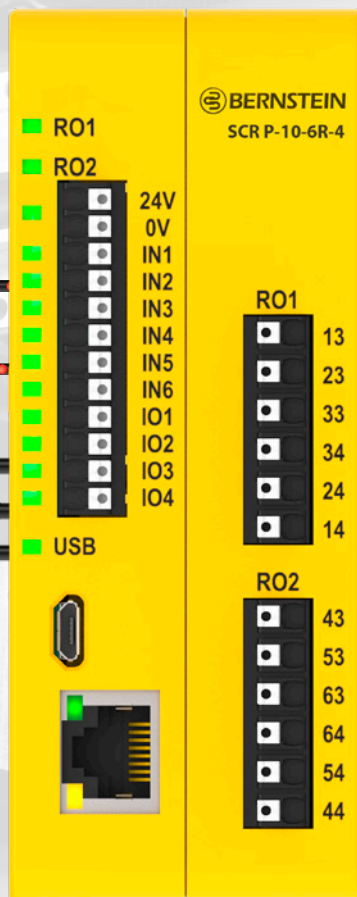 RO1
RO2
24V
0V
IN1
IN2
IN3
IN4
IN5
IN6
IO1
IO2
IO3
IO4
USB
BERNSTEIN
SCR P-10-6R-4
RO1
13
23
33
34
24
14
RO2
43
53
63
64
54
44